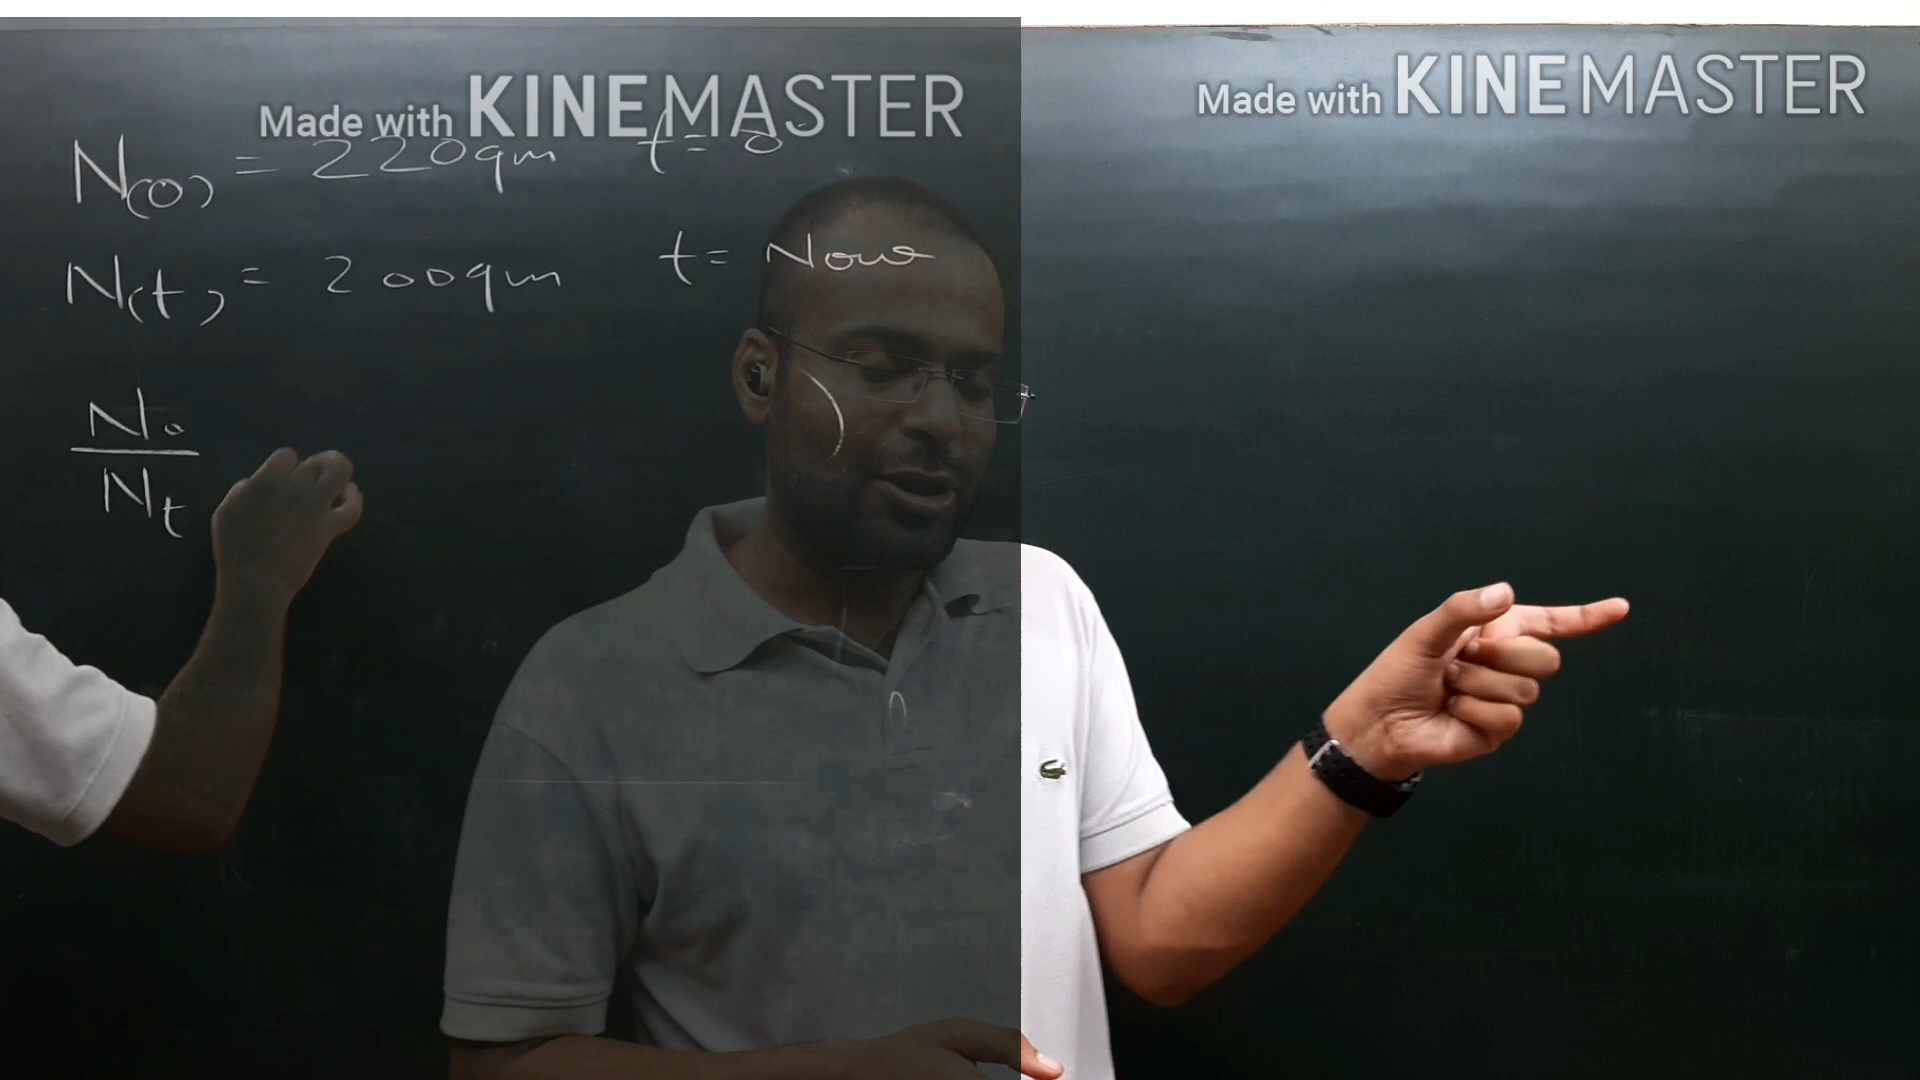 Made with KINEMASTER
Made with KINEMASTER
N(0) = 220gm t = 0
N(t) = 200gm t = Now
N0
Nt